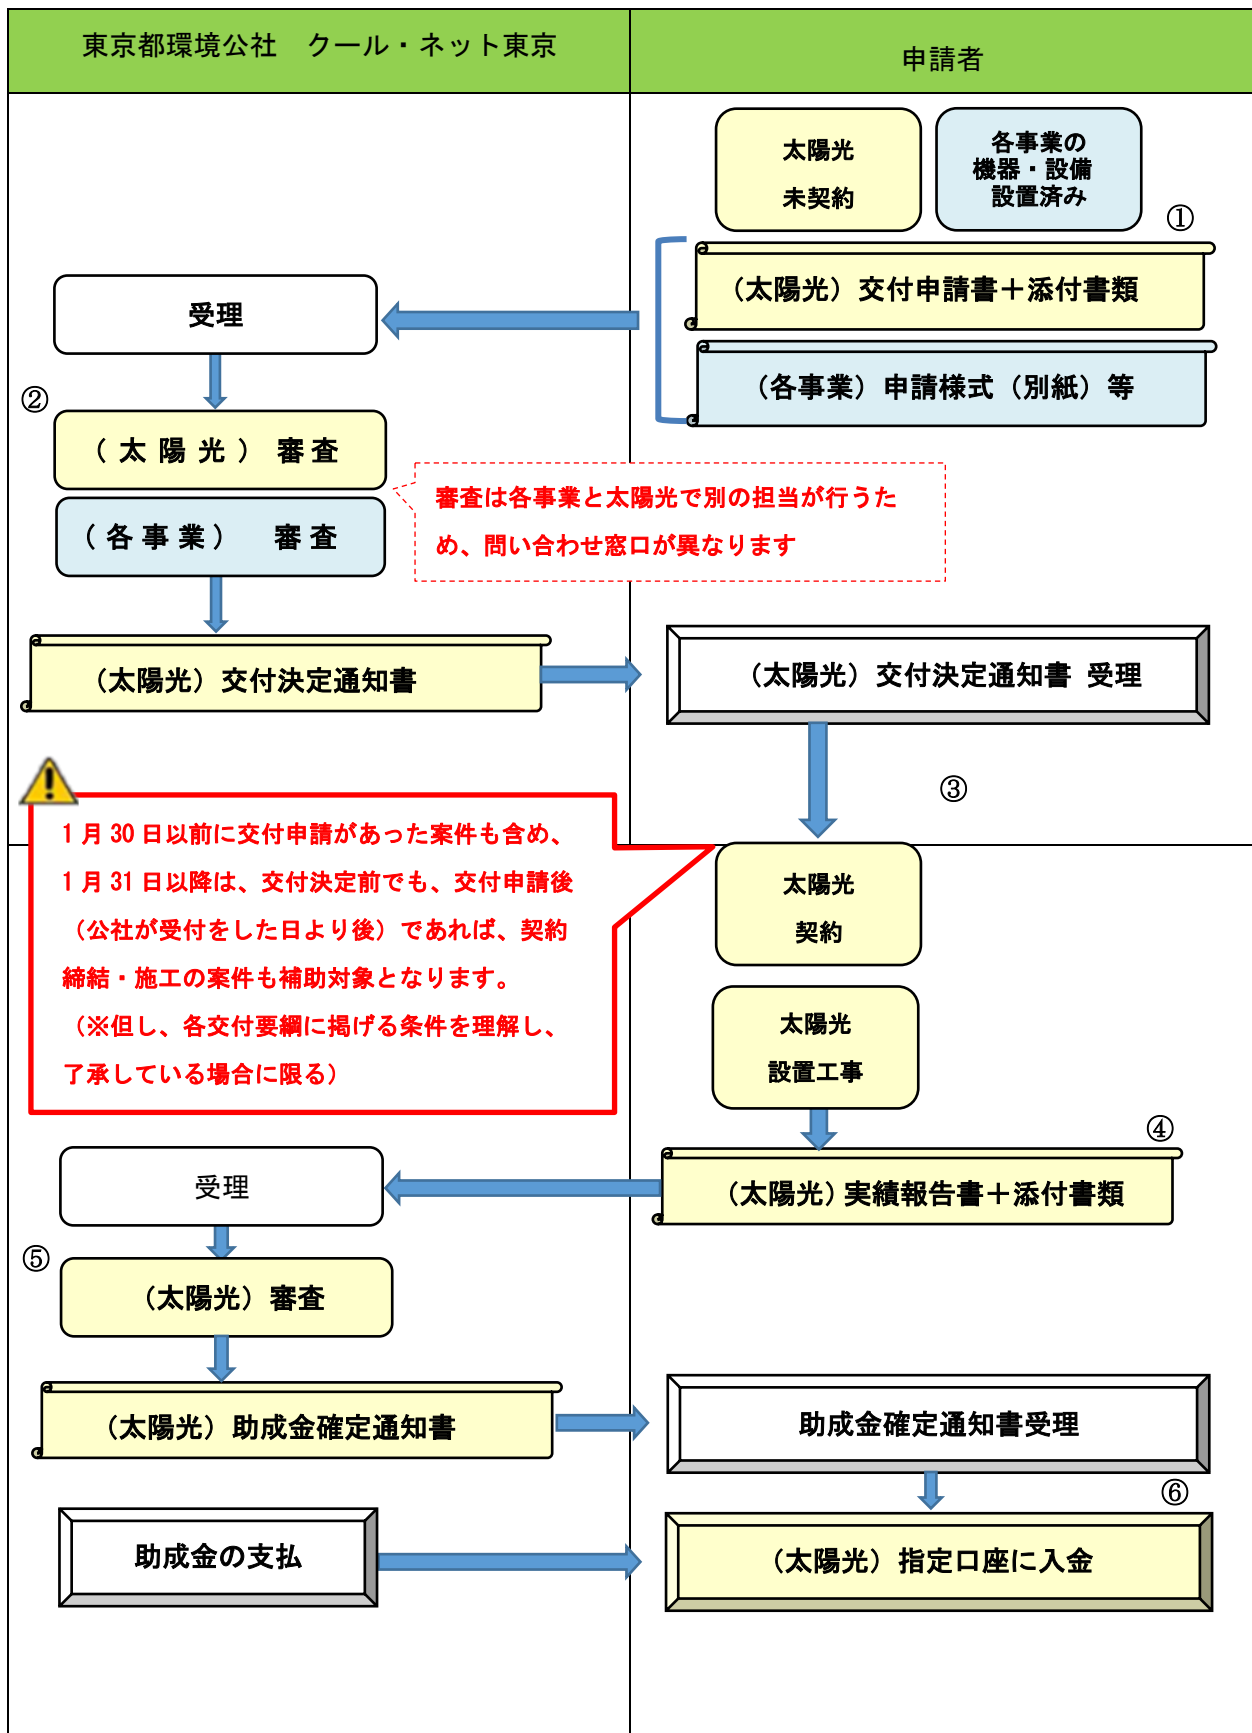 東京都環境公社　クール・ネット東京
申請者
太陽光
未契約
各事業の
機器・設備
設置済み
①
（太陽光）交付申請書＋添付書類
受理
（各事業）申請様式（別紙）等
②
（太陽光）審査
審査は各事業と太陽光で別の担当が行うた
め、問い合わせ窓口が異なります
（各事業）　審査
（太陽光）交付決定通知書
（太陽光）交付決定通知書 受理
③
1月30日以前に交付申請があった案件も含め、
1月31日以降は、交付決定前でも、交付申請後
（公社が受付をした日より後）であれば、契約
締結・施工の案件も補助対象となります。
（※但し、各交付要綱に掲げる条件を理解し、
了承している場合に限る）
太陽光
契約
太陽光
設置工事
④
受理
（太陽光）実績報告書＋添付書類
⑤
（太陽光）審査
（太陽光）助成金確定通知書
助成金確定通知書受理
⑥
助成金の支払
（太陽光）指定口座に入金